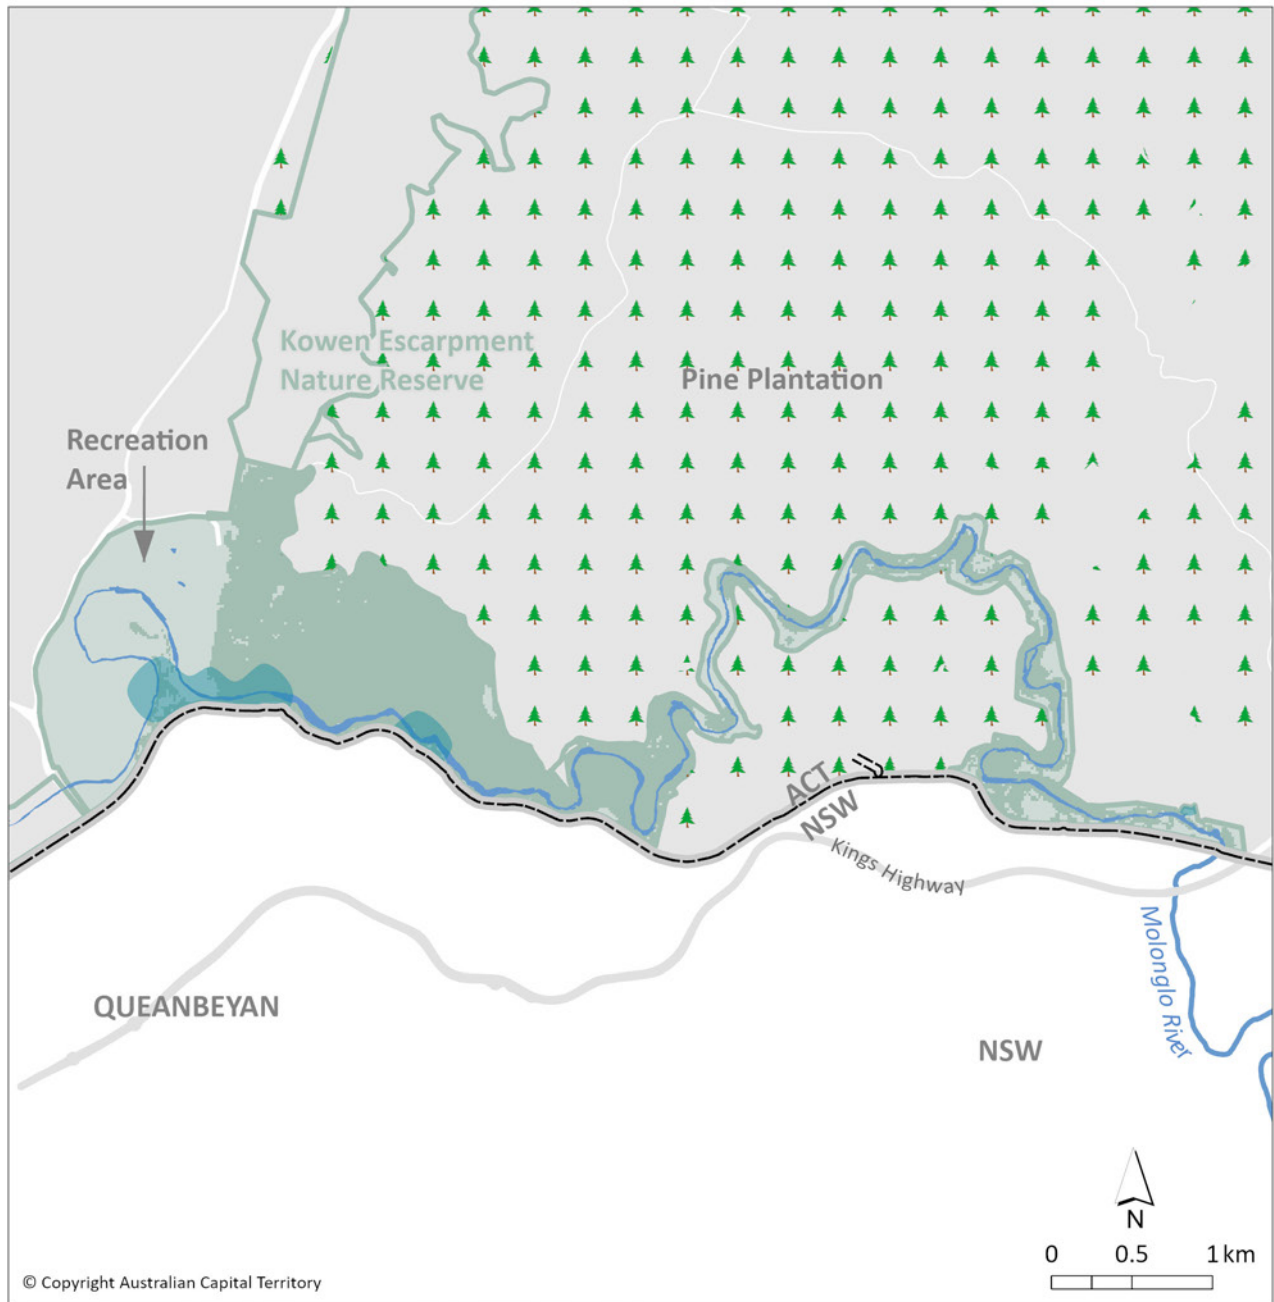 Kowen Escarpment
Nature Reserve
Pine Plantation
Recreation
Area
ACT
NSW
Kings Highway
Molonglo River
QUEANBEYAN
NSW
N
0 0.5 1 km
© Copyright Australian Capital Territory